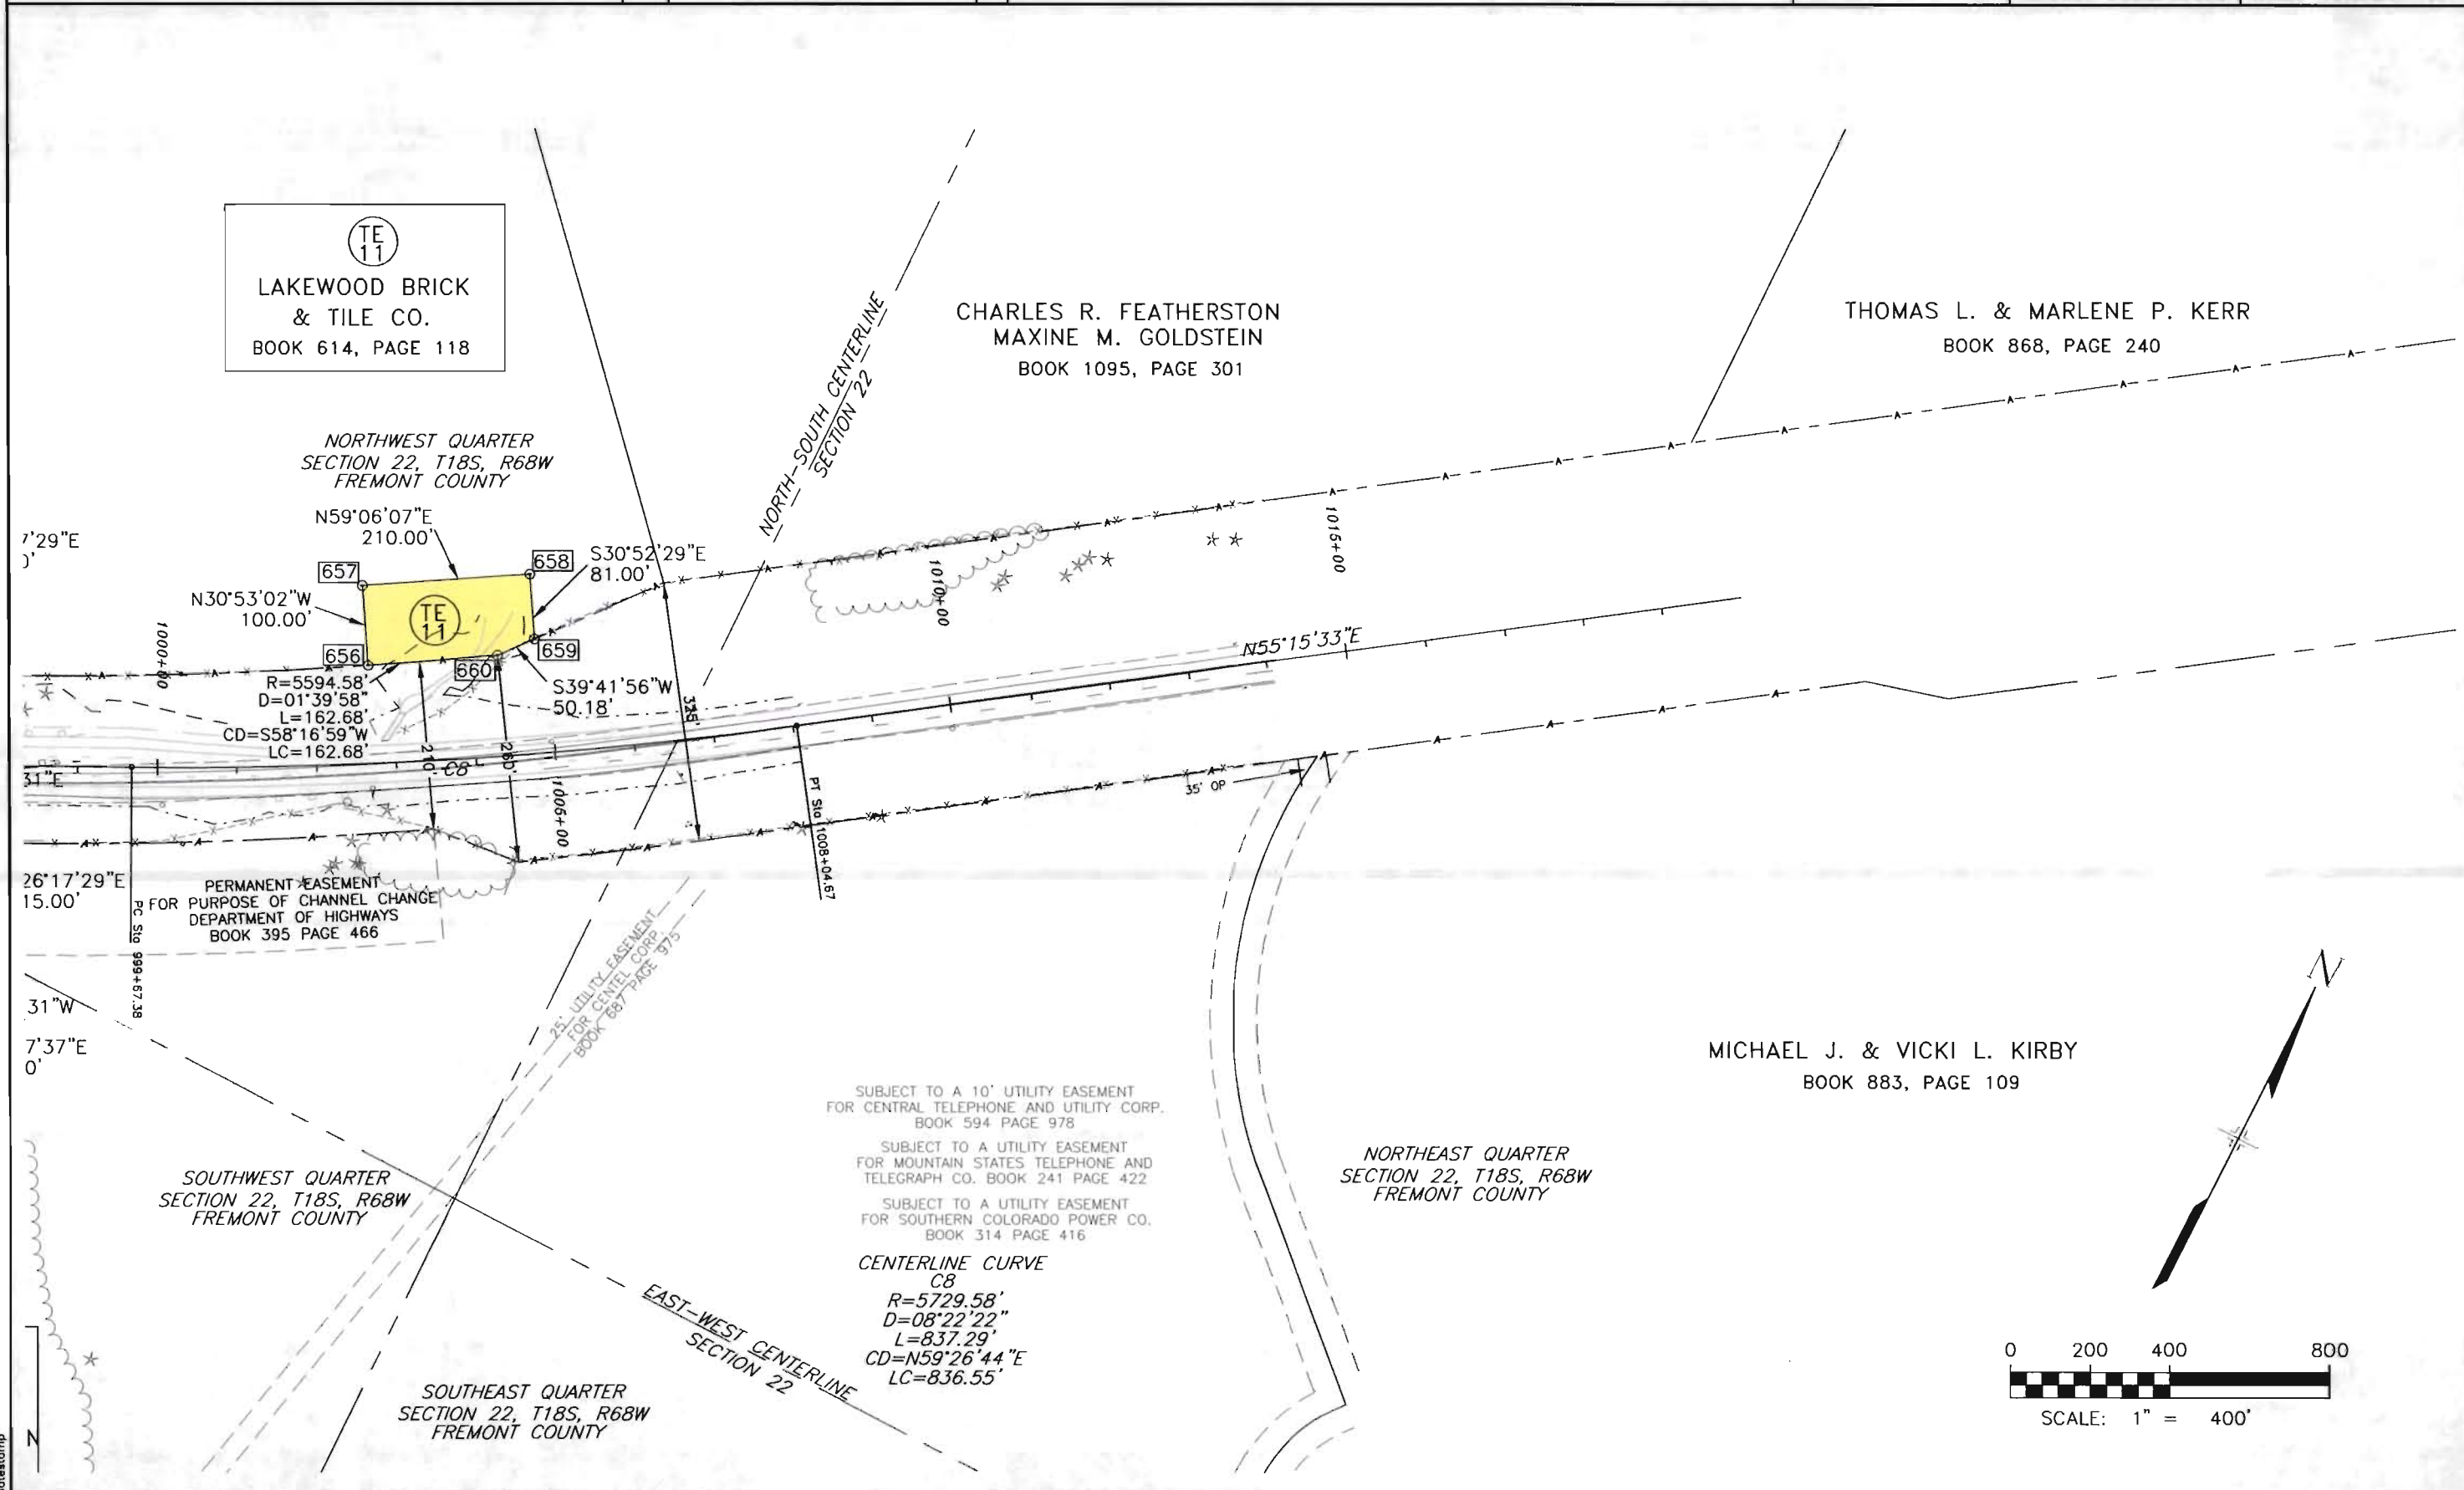 TE
11
LAKEWOOD BRICK
& TILE CO.
BOOK 614, PAGE 118
CHARLES R. FEATHERSTON
MAXINE M. GOLDSTEIN
BOOK 1095, PAGE 301
THOMAS L. & MARLENE P. KERR
BOOK 868, PAGE 240
NORTH-SOUTH CENTERLINE
SECTION 22
NORTHWEST QUARTER
SECTION 22, T18S, R68W
FREMONT COUNTY
N59°06'07"E
210.00'
7'29"E
0'
657
658
S30°52'29"E
81.00'
N30°53'02"W
100.00'
TE
11
1000+00
656
660
659
R=5594.58'
D=01°39'58"
L=162.68'
CD=S58°16'59"W
LC=162.68'
S39°41'56"W
50.18'
1010+00
1015+00
N55°15'33"E
325'
210'
C8
260'
1005+00
31"E
PT Sta 1008+04.67
35' OP
26°17'29"E
15.00'
PC Sta 999+67.38
PERMANENT EASEMENT
FOR PURPOSE OF CHANNEL CHANGE
DEPARTMENT OF HIGHWAYS
BOOK 395 PAGE 466
25' UTILITY EASEMENT
FOR CENTEL CORP.
BOOK 687 PAGE 975
31"W
7'37"E
0'
N
MICHAEL J. & VICKI L. KIRBY
BOOK 883, PAGE 109
SUBJECT TO A 10' UTILITY EASEMENT
FOR CENTRAL TELEPHONE AND UTILITY CORP.
BOOK 594 PAGE 978
SUBJECT TO A UTILITY EASEMENT
FOR MOUNTAIN STATES TELEPHONE AND
TELEGRAPH CO. BOOK 241 PAGE 422
SUBJECT TO A UTILITY EASEMENT
FOR SOUTHERN COLORADO POWER CO.
BOOK 314 PAGE 416
NORTHEAST QUARTER
SECTION 22, T18S, R68W
FREMONT COUNTY
SOUTHWEST QUARTER
SECTION 22, T18S, R68W
FREMONT COUNTY
CENTERLINE CURVE
C8
R=5729.58'
D=08°22'22"
L=837.29'
CD=N59°26'44"E
LC=836.55'
EAST-WEST CENTERLINE
SECTION 22
SOUTHEAST QUARTER
SECTION 22, T18S, R68W
FREMONT COUNTY
0 200 400 800
SCALE: 1" = 400'
N